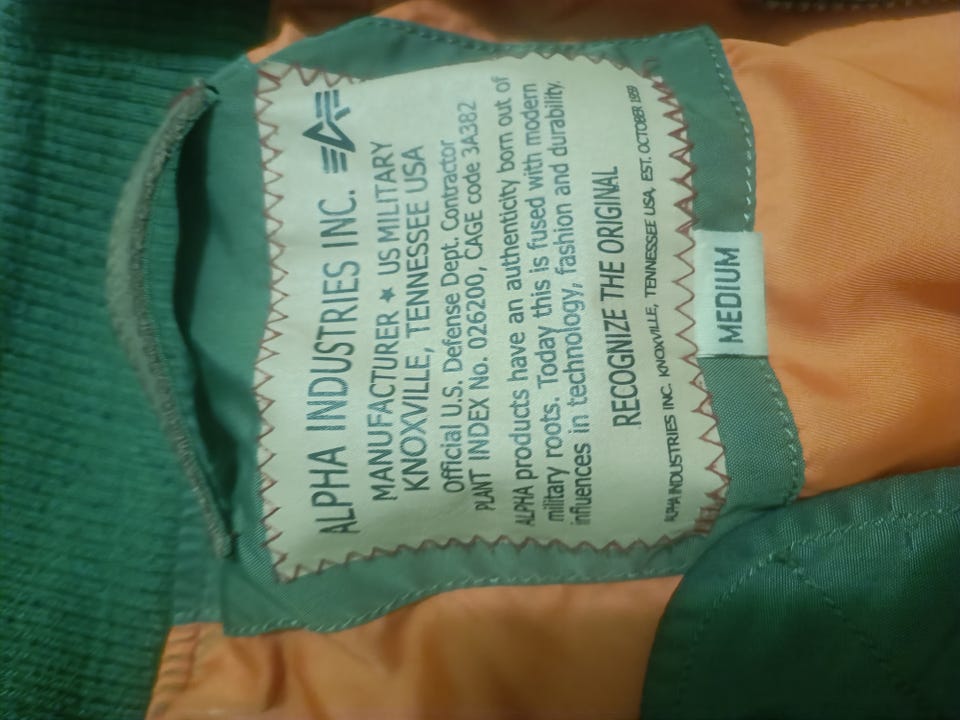 ALPHA INDUSTRIES INC.
MANUFACTURER ★ US MILITARY
KNOXVILLE, TENNESSEE USA
Official U.S. Defense Dept. Contractor
PLANT INDEX No. 026200, CAGE code 3A382
ALPHA products have an authenticity born out of
military roots. Today this is fused with modern
influences in technology, fashion and durability.
RECOGNIZE THE ORIGINAL
ALPHA INDUSTRIES INC. KNOXVILLE, TENNESSEE USA, EST. OCTOBER 1959
MEDIUM